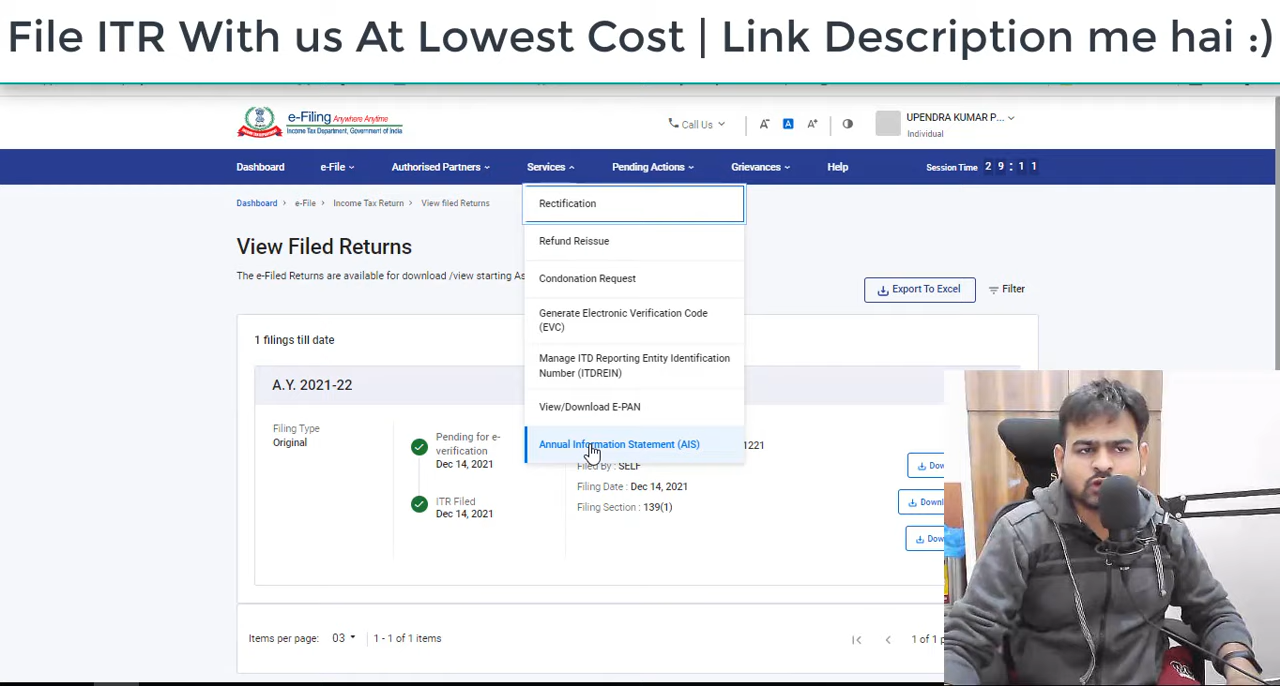 File ITR With us At Lowest Cost | Link Description me hai :)
e-Filing Anywhere Anytime
Income Tax Department, Government of India
Call Us
A-
A
A+
UPENDRA KUMAR P...
Individual
Dashboard
e-File
Authorised Partners
Services
Pending Actions
Grievances
Help
Session Time 2 9 : 1 1
Dashboard > e-File > Income Tax Return > View filed Returns
Rectification
View Filed Returns
Refund Reissue
The e-Filed Returns are available for download /view starting As
Condonation Request
Export To Excel
Filter
Generate Electronic Verification Code
(EVC)
1 filings till date
Manage ITD Reporting Entity Identification
Number (ITDREIN)
A.Y. 2021-22
View/Download E-PAN
Filing Type
Original
Pending for e-
verification
Dec 14, 2021
Annual Information Statement (AIS)
1221
Filed By : SELF
Filing Date : Dec 14, 2021
ITR Filed
Dec 14, 2021
Filing Section : 139(1)
Dow
Downl
Dow
Items per page: 03
1 - 1 of 1 items
1 of 1 p